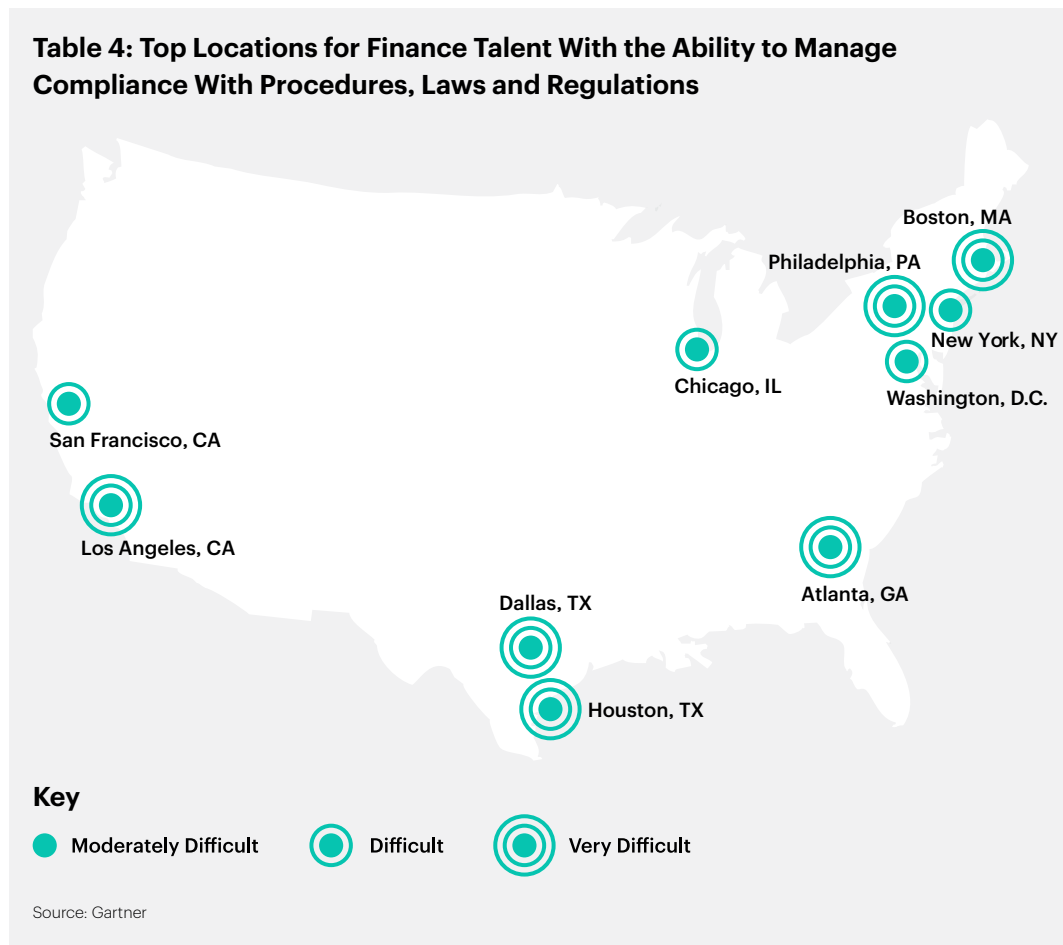 Table 4: Top Locations for Finance Talent With the Ability to Manage
Compliance With Procedures, Laws and Regulations
Boston, MA
Philadelphia, PA
New York, NY
Chicago, IL
Washington, D.C.
San Francisco, CA
Los Angeles, CA
Atlanta, GA
Dallas, TX
Houston, TX
Key
Moderately Difficult
Difficult
Very Difficult
Source: Gartner